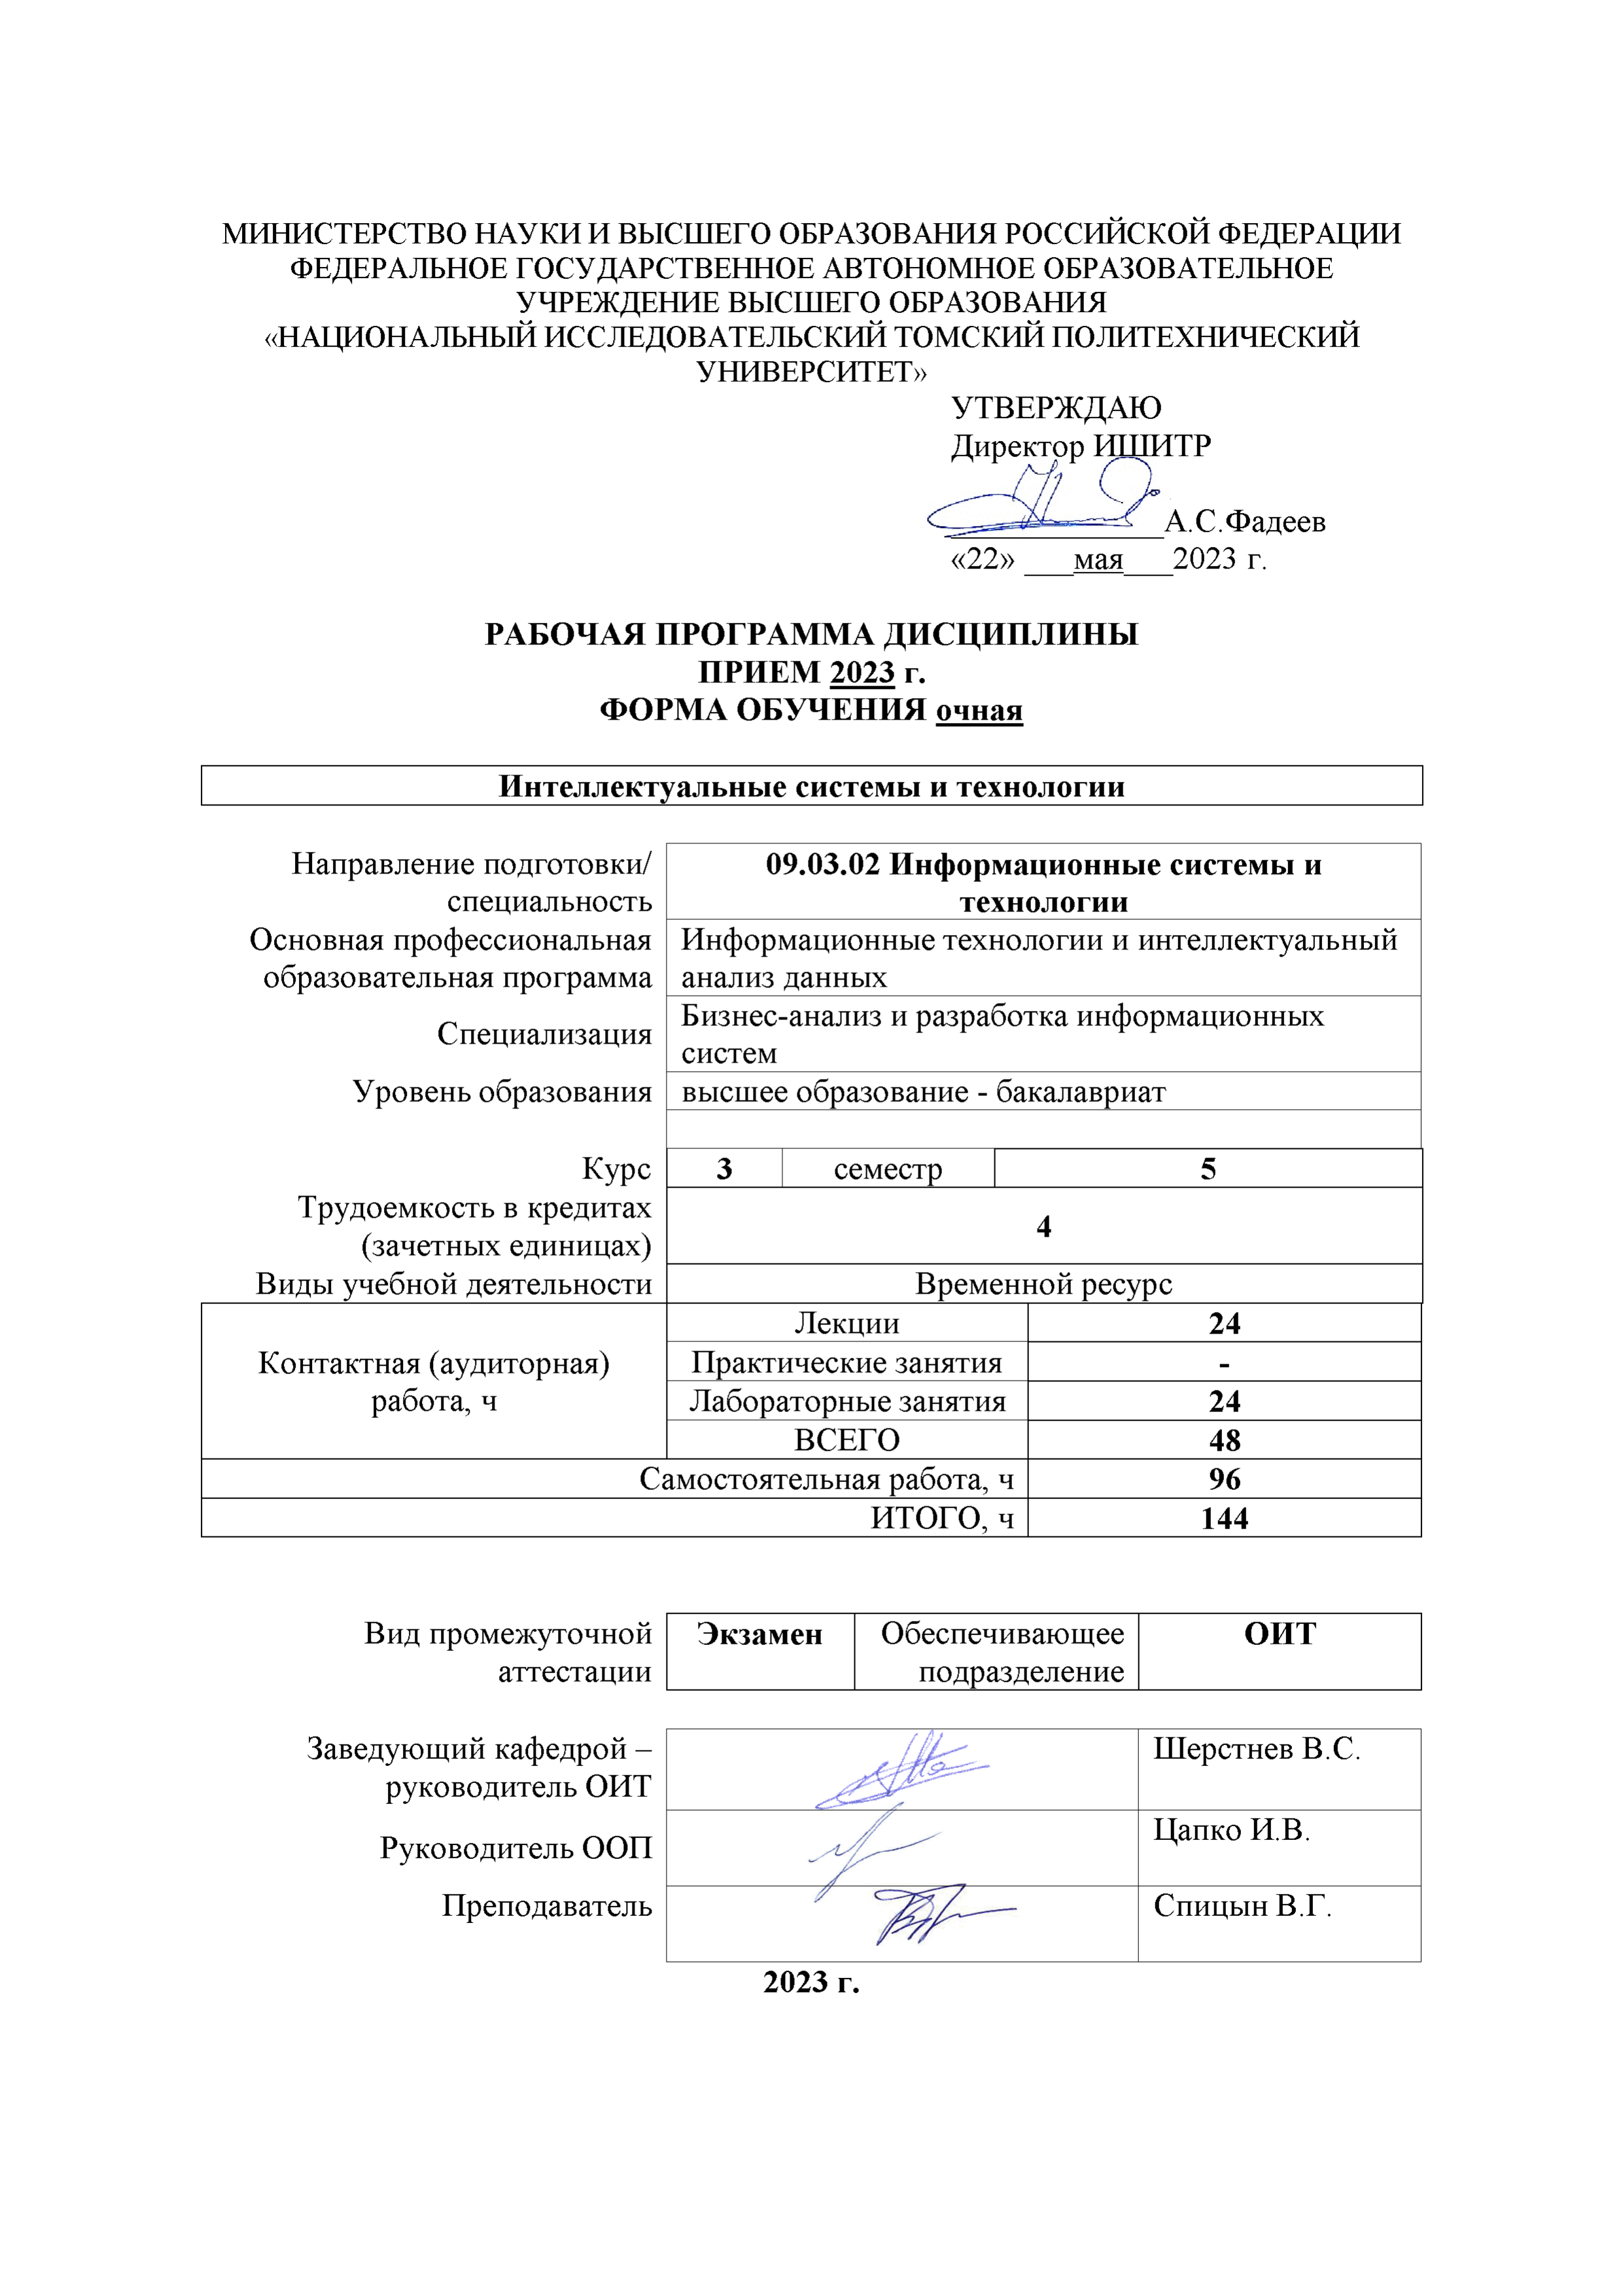 МИНИСТЕРСТВО НАУКИ И ВЫСШЕГО ОБРАЗОВАНИЯ РОССИЙСКОЙ ФЕДЕРАЦИИ
ФЕДЕРАЛЬНОЕ ГОСУДАРСТВЕННОЕ АВТОНОМНОЕ ОБРАЗОВАТЕЛЬНОЕ
УЧРЕЖДЕНИЕ ВЫСШЕГО ОБРАЗОВАНИЯ
«НАЦИОНАЛЬНЫЙ ИССЛЕДОВАТЕЛЬСКИЙ ТОМСКИЙ ПОЛИТЕХНИЧЕСКИЙ
УНИВЕРСИТЕТ»
УТВЕРЖДАЮ
Директор ИШИТР
_____________А.С.Фадеев
«22» ___мая___2023 г.
РАБОЧАЯ ПРОГРАММА ДИСЦИПЛИНЫ
ПРИЕМ 2023 г.
ФОРМА ОБУЧЕНИЯ очная
Интеллектуальные системы и технологии
Направление подготовки/
специальность
09.03.02 Информационные системы и
технологии
Основная профессиональная
образовательная программа
Информационные технологии и интеллектуальный
анализ данных
Специализация
Бизнес-анализ и разработка информационных
систем
Уровень образования
высшее образование - бакалавриат
Курс 3 семестр 5
Трудоемкость в кредитах
(зачетных единицах)
4
Виды учебной деятельности Временной ресурс
Контактная (аудиторная)
работа, ч
Лекции 24
Практические занятия -
Лабораторные занятия 24
ВСЕГО 48
Самостоятельная работа, ч 96
ИТОГО, ч 144
Вид промежуточной
аттестации
Экзамен
Обеспечивающее
подразделение
ОИТ
Заведующий кафедрой –
руководитель ОИТ
Шерстнев В.С.
Руководитель ООП
Цапко И.В.
Преподаватель
Спицын В.Г.
2023 г.